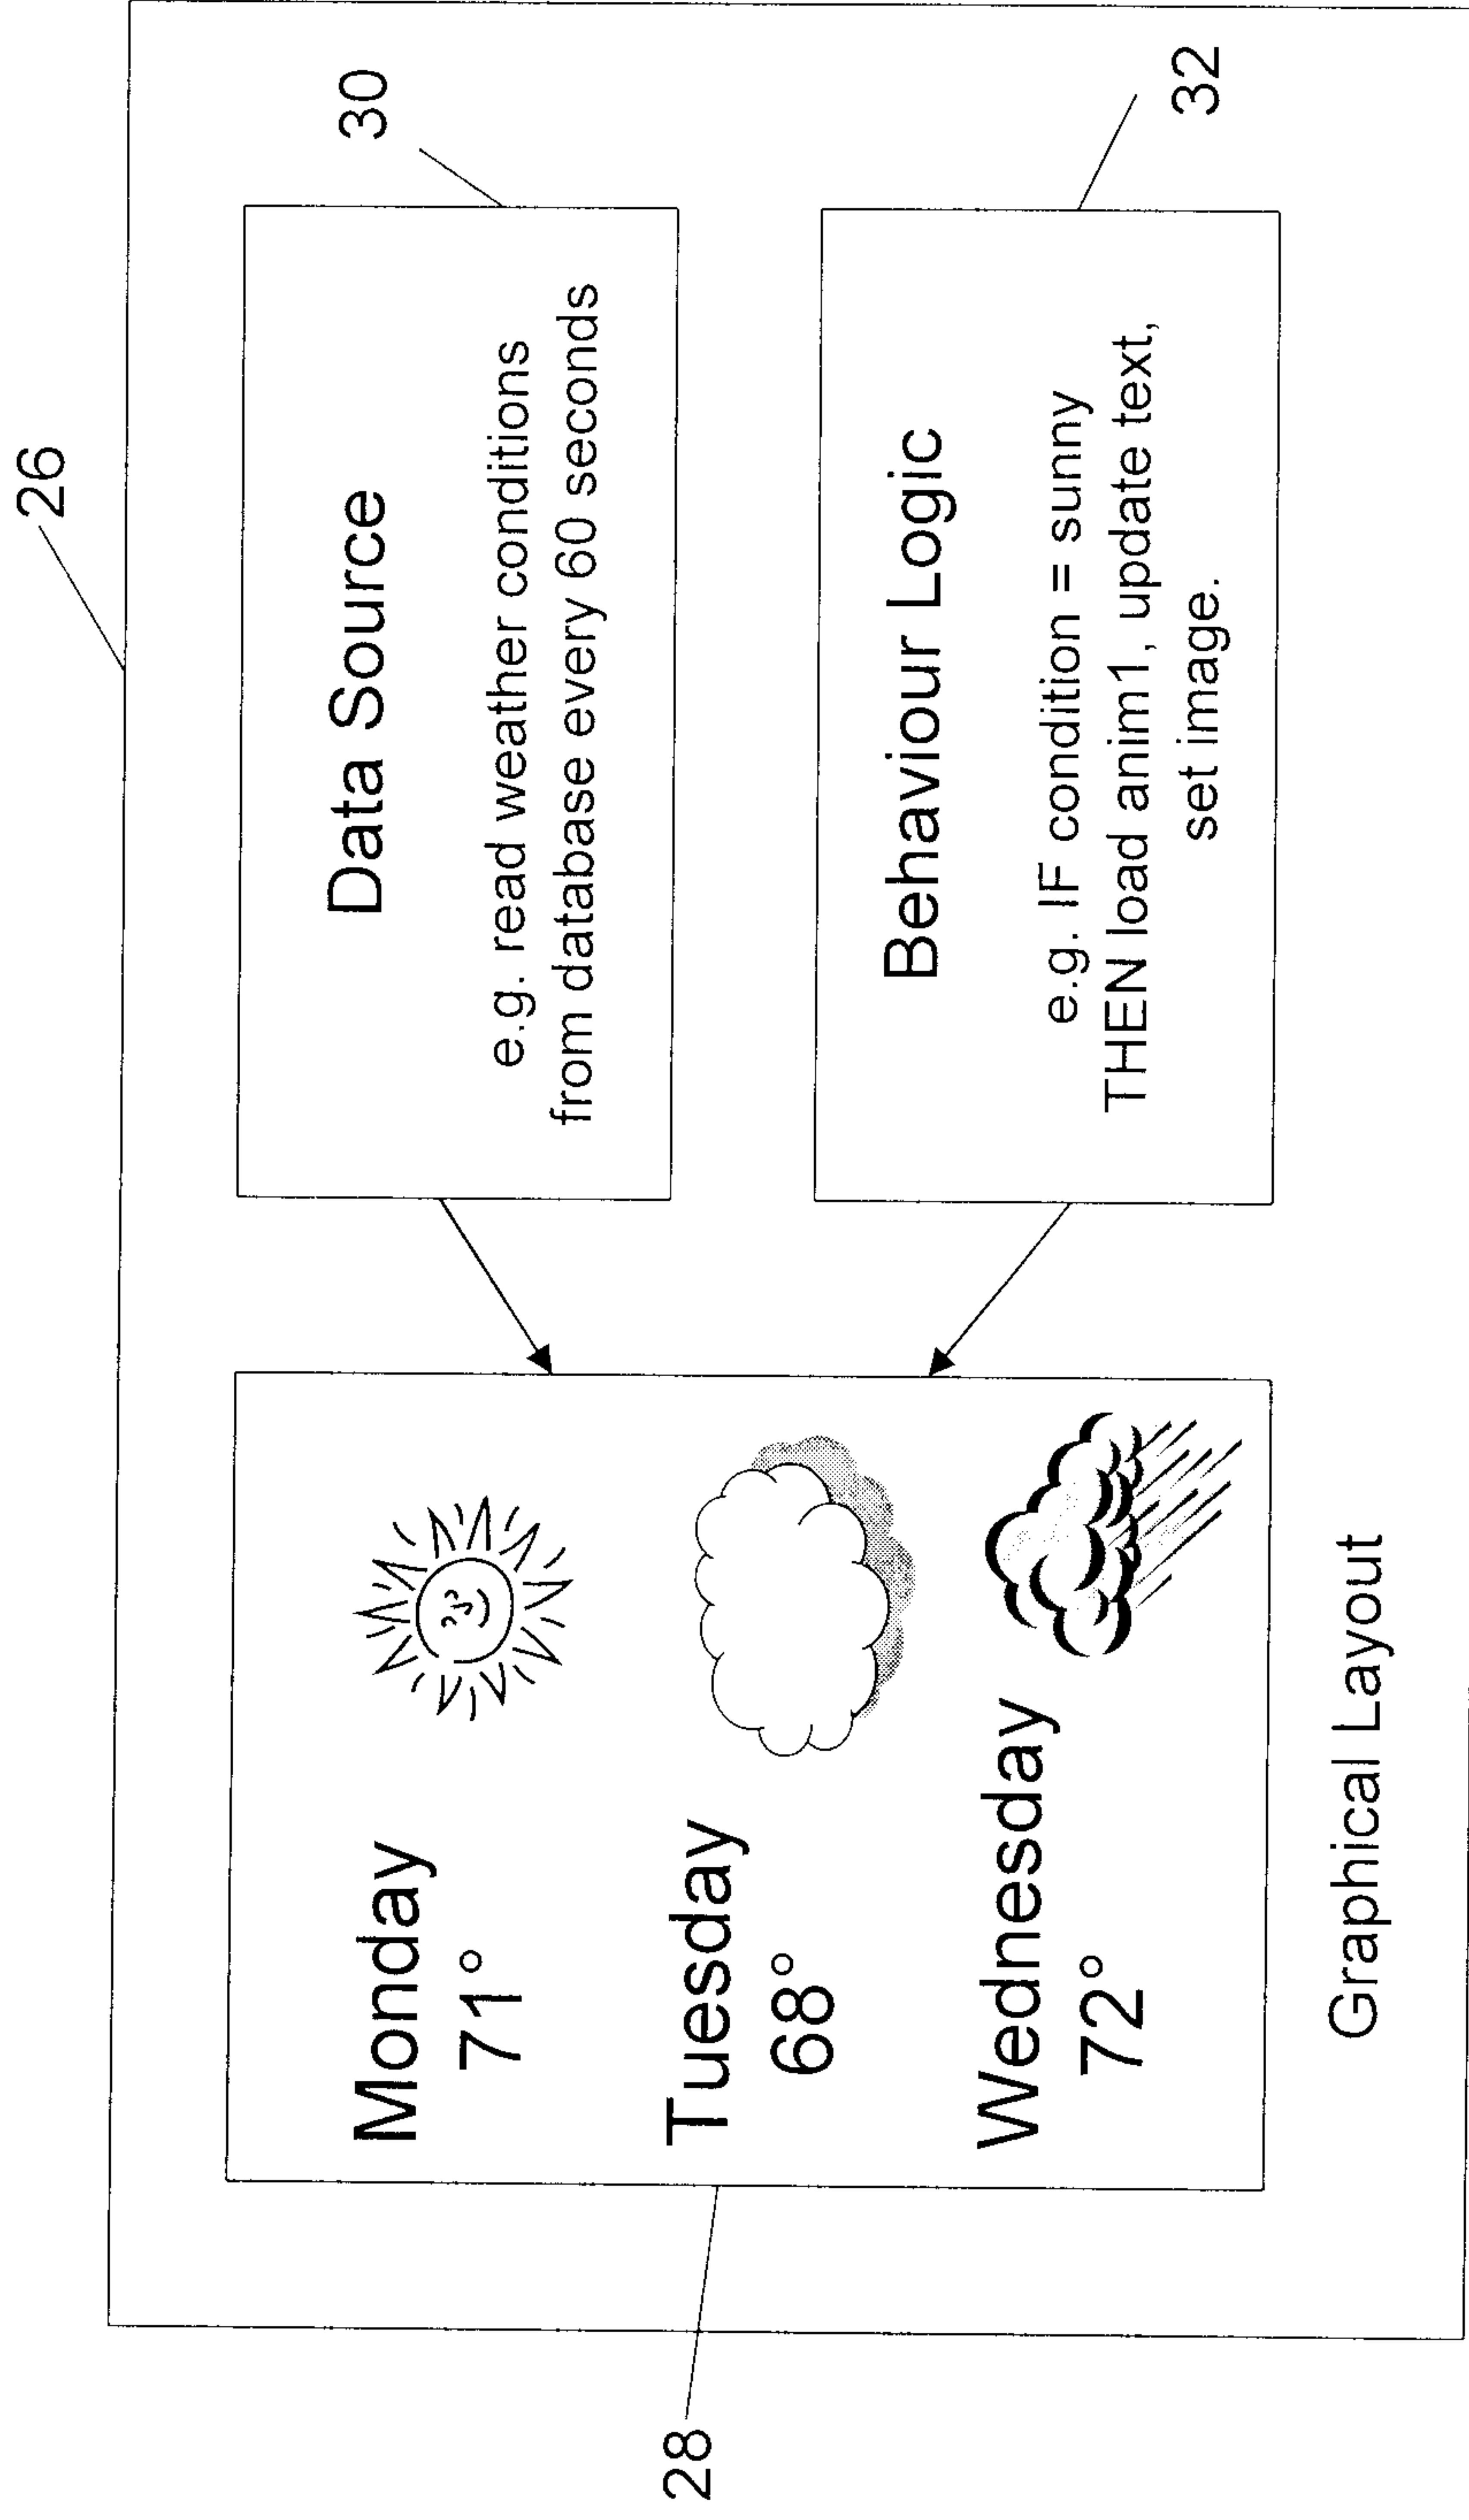 26
Monday
71°
Tuesday
68°
Wednesday
72°
Graphical Layout
28
Data Source
e.g. read weather conditions
from database every 60 seconds
30
Behaviour Logic
e.g. IF condition = sunny
THEN load anim1, update text,
set image.
32